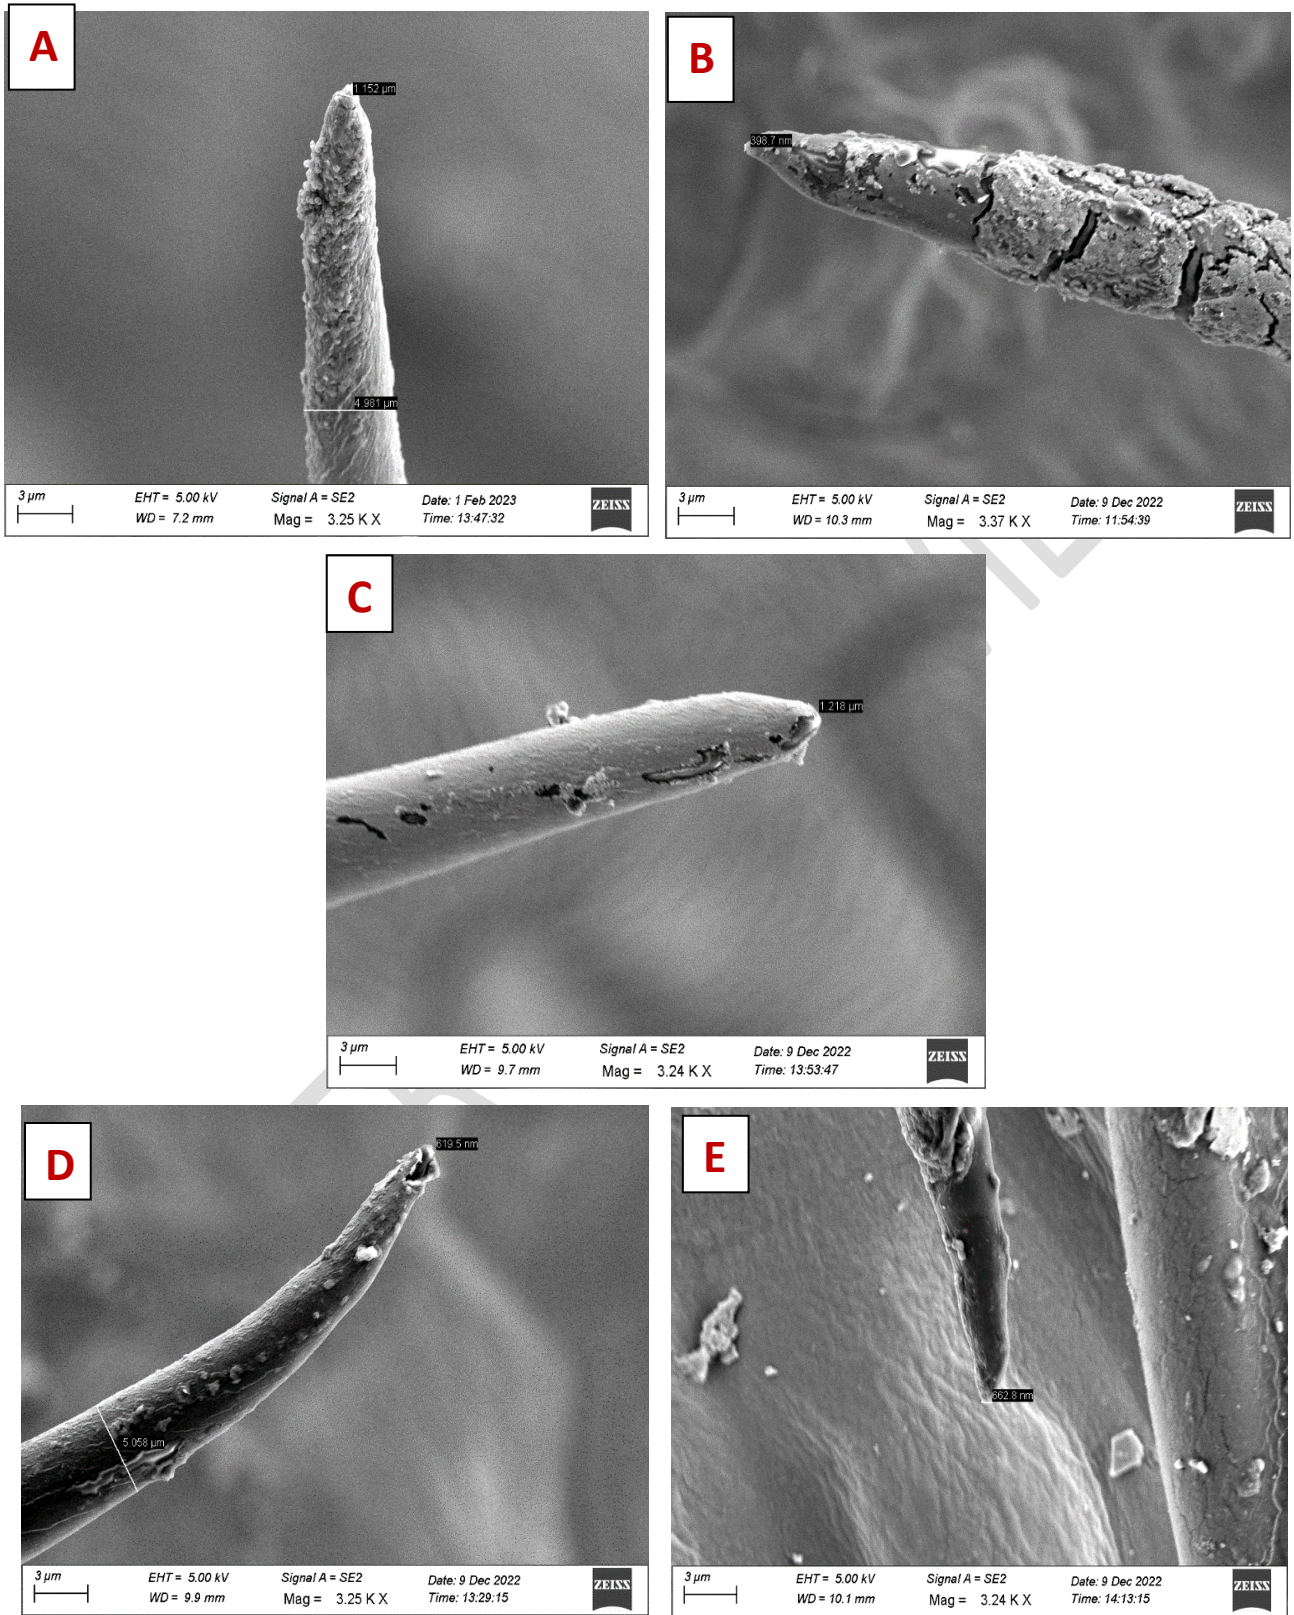 A
1.152 µm
4.981 µm
3 µm
EHT = 5.00 kV
Signal A = SE2
Date: 1 Feb 2023
ZEISS
WD = 7.2 mm
Mag = 3.25 K X
Time: 13:47:32
B
398.7 nm
3 µm
EHT = 5.00 kV
Signal A = SE2
Date: 9 Dec 2022
ZEISS
WD = 10.3 mm
Mag = 3.37 K X
Time: 11:54:39
C
1.218 µm
3 µm
EHT = 5.00 kV
Signal A = SE2
Date: 9 Dec 2022
ZEISS
WD = 9.7 mm
Mag = 3.24 K X
Time: 13:53:47
D
619.5 nm
5.058 µm
3 µm
EHT = 5.00 kV
Signal A = SE2
Date: 9 Dec 2022
ZEISS
WD = 9.9 mm
Mag = 3.25 K X
Time: 13:29:15
E
662.8 nm
3 µm
EHT = 5.00 kV
Signal A = SE2
Date: 9 Dec 2022
ZEISS
WD = 10.1 mm
Mag = 3.24 K X
Time: 14:13:15